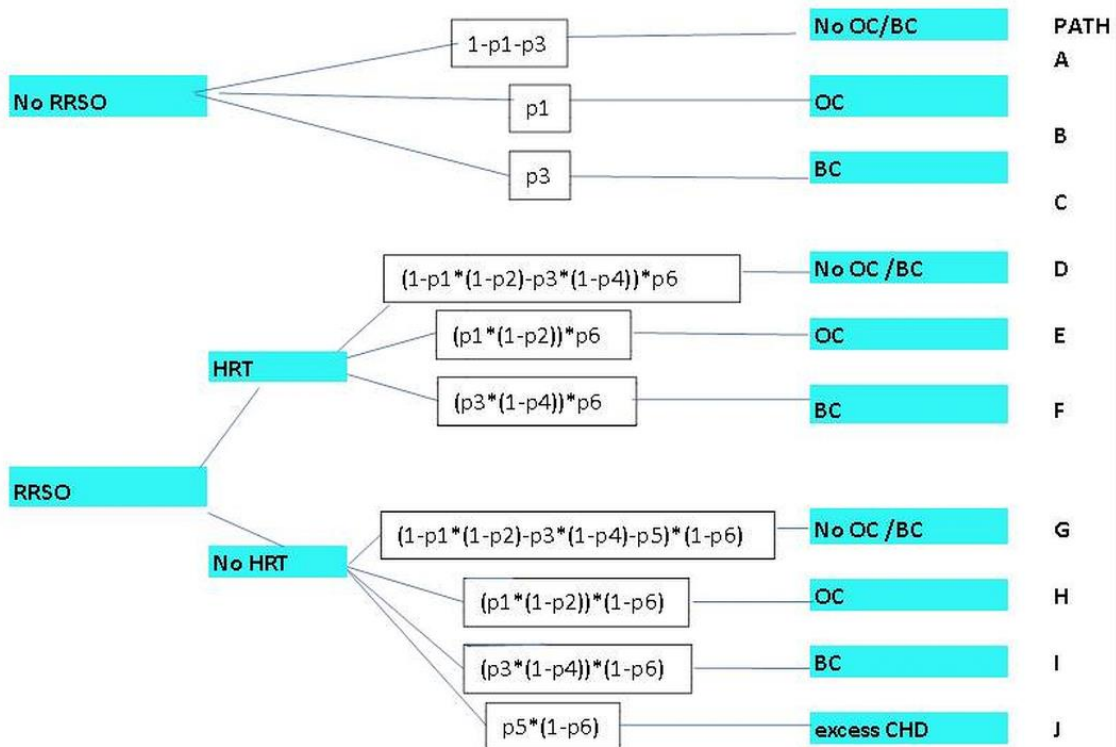 No OC/BC
PATH
1-p1-p3
A
No RRSO
p1
OC
B
p3
BC
C
(1-p1*(1-p2)-p3*(1-p4))*p6
No OC /BC
D
(p1*(1-p2))*p6
OC
E
HRT
(p3*(1-p4))*p6
BC
F
RRSO
(1-p1*(1-p2)-p3*(1-p4)-p5)*(1-p6)
No OC /BC
G
No HRT
(p1*(1-p2))*(1-p6)
OC
H
(p3*(1-p4))*(1-p6)
BC
I
p5*(1-p6)
excess CHD
J